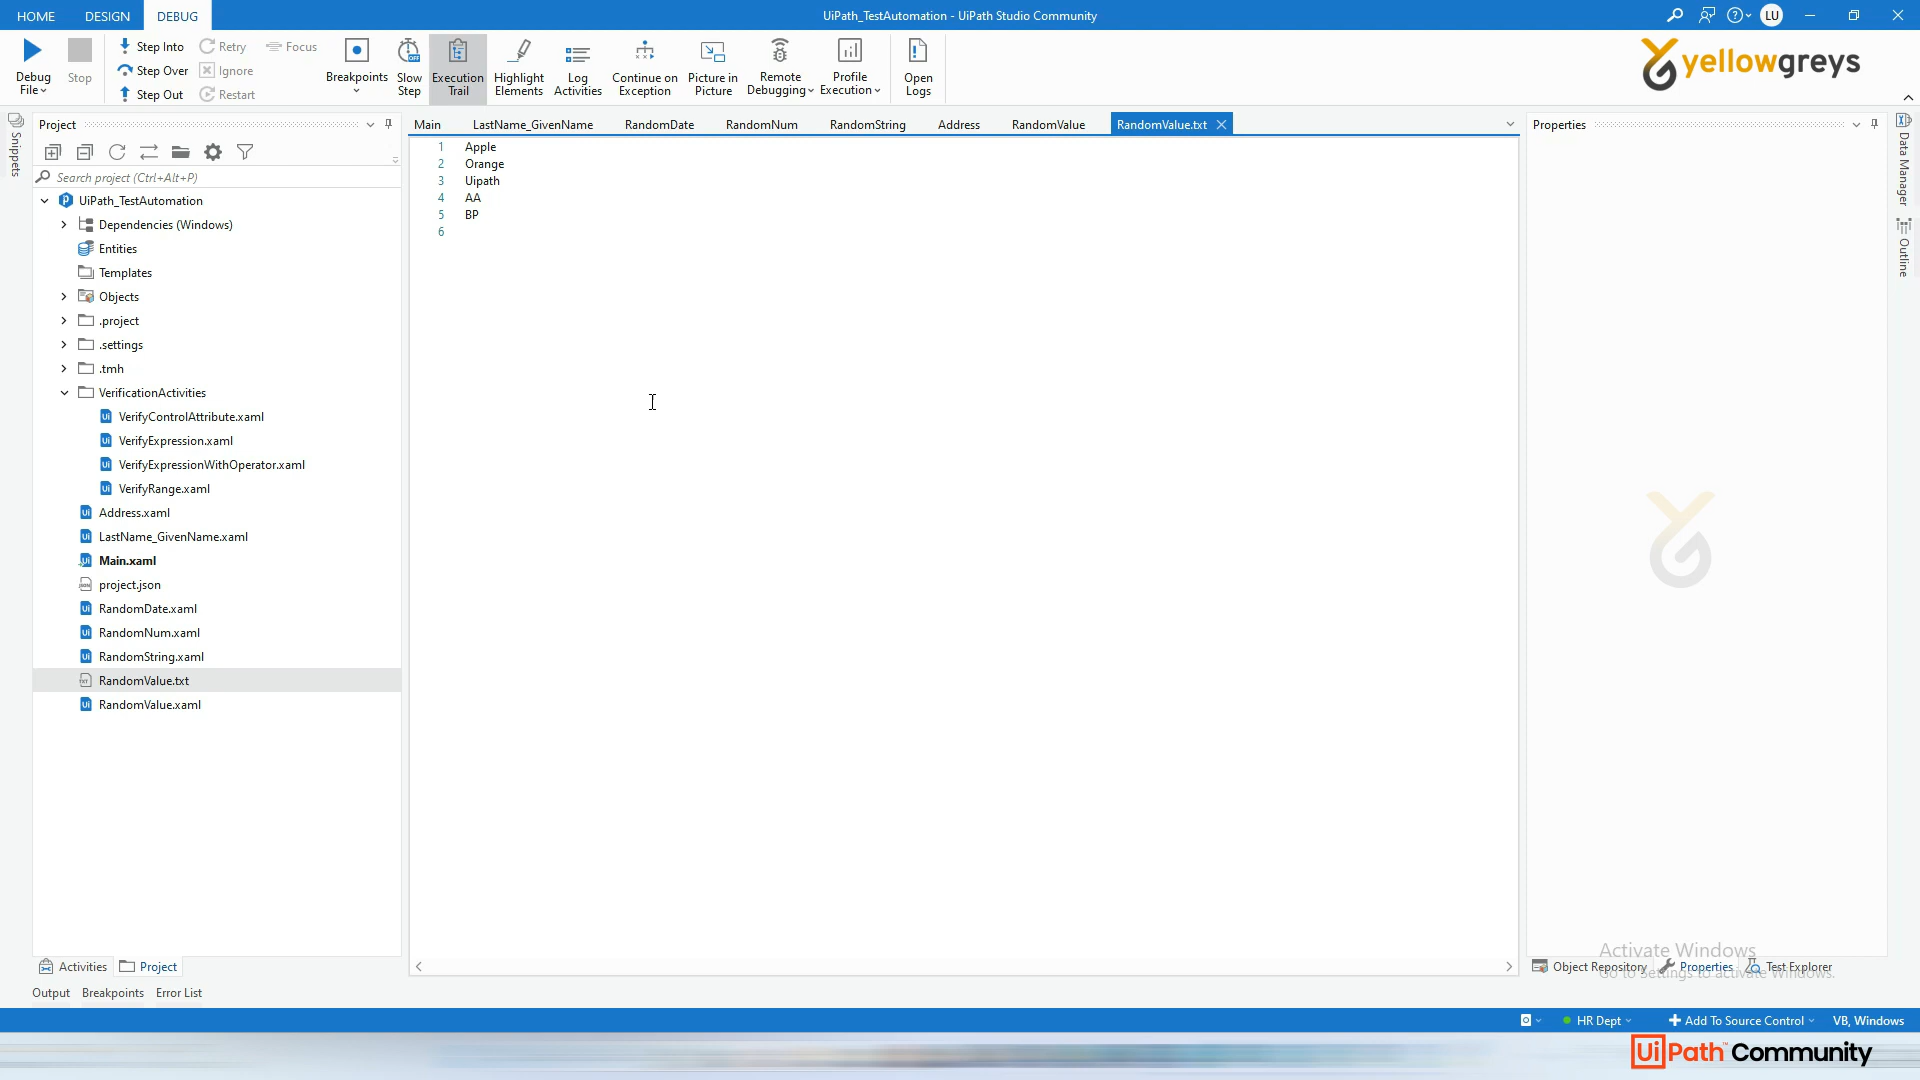 HOME DESIGN DEBUG
UiPath_TestAutomation - UiPath Studio Community
LU
Debug File
Stop
Step Into
Step Over
Step Out
Retry
Ignore
Restart
Focus
Breakpoints
Slow Step
Execution Trail
Highlight Elements
Log Activities
Continue on Exception
Picture in Picture
Remote Debugging
Profile Execution
Open Logs
yellowgreys
Snippets
Project
Search project (Ctrl+Alt+P)
UiPath_TestAutomation
Dependencies (Windows)
Entities
Templates
Objects
.project
.settings
.tmh
VerificationActivities
VerifyControlAttribute.xaml
VerifyExpression.xaml
VerifyExpressionWithOperator.xaml
VerifyRange.xaml
Address.xaml
LastName_GivenName.xaml
Main.xaml
project.json
RandomDate.xaml
RandomNum.xaml
RandomString.xaml
RandomValue.txt
RandomValue.xaml
Main LastName_GivenName RandomDate RandomNum RandomString Address RandomValue RandomValue.txt
1 Apple
2 Orange
3 Uipath
4 AA
5 BP
6
Properties
Data Manager
Outline
Activate Windows
Go to Settings to activate Windows.
Activities Project
Object Repository Properties Test Explorer
Output Breakpoints Error List
HR Dept Add To Source Control VB, Windows
UiPath™ Community